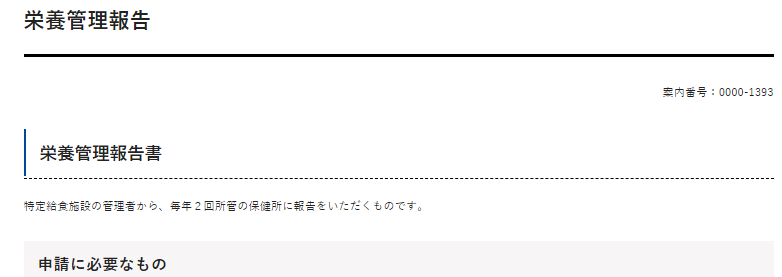 栄養管理報告
案内番号：0000-1393
栄養管理報告書
特定給食施設の管理者から、毎年２回所管の保健所に報告をいただくものです。
申請に必要なもの